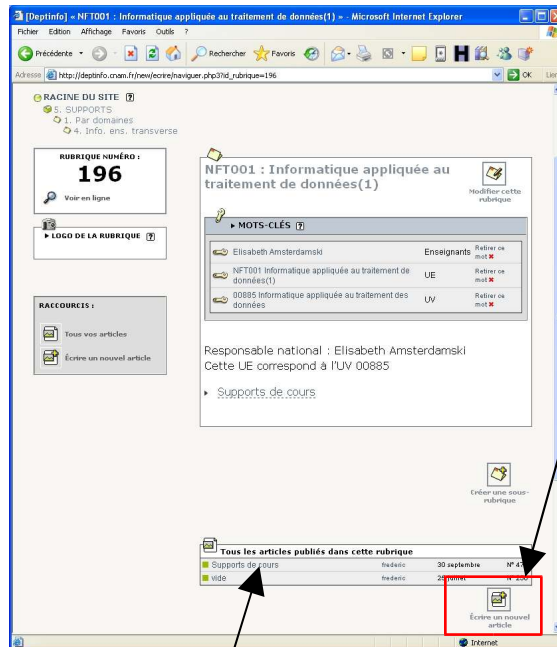 [Deptinfo] « NFT001 : Informatique appliquée au traitement de données(1) » - Microsoft Internet Explorer
Fichier Edition Affichage Favoris Outils ?
Précédente Rechercher Favoris
Adresse http://deptinfo.cnam.fr/new/ecrire/naviguer.php3?id_rubrique=196 OK Lier
RACINE DU SITE ?
5. SUPPORTS
1. Par domaines
4. Info. ens. transverse
RUBRIQUE NUMÉRO :
196
Voir en ligne
LOGO DE LA RUBRIQUE ?
RACCOURCIS :
Tous vos articles
Écrire un nouvel article
NFT001 : Informatique appliquée au
traitement de données(1)
Modifier cette
rubrique
MOTS-CLÉS ?
Elisabeth Amsterdamski Enseignants Retirer ce
mot
NFT001 Informatique appliquée au traitement de
données(1) UE Retirer ce
mot
00885 Informatique appliquée au traitement des
données UV Retirer ce
mot
Responsable national : Elisabeth Amsterdamski
Cette UE correspond à l'UV 00885
Supports de cours
Créer une sous-
rubrique
Tous les articles publiés dans cette rubrique
Supports de cours frederic 30 septembre N°
vide frederic
Écrire un nouvel
article
Internet